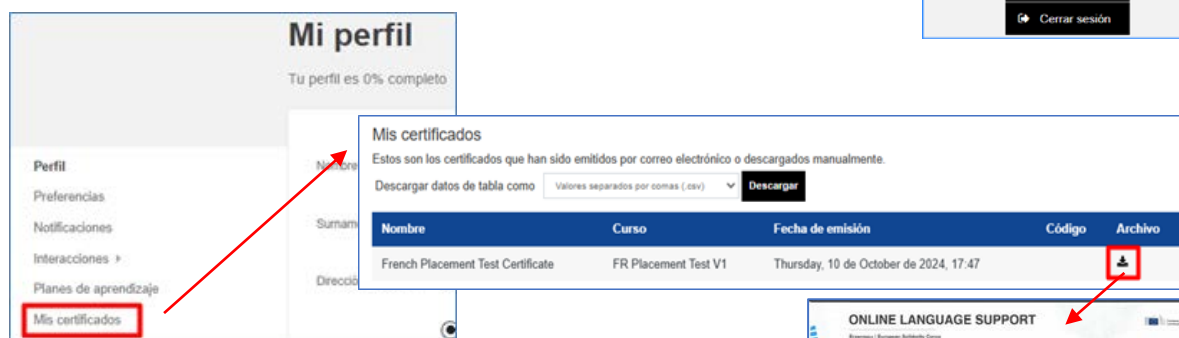 Cerrar sesión
Mi perfil
Tu perfil es 0% completo
Perfil
Preferencias
Notificaciones
Interacciones
Planes de aprendizaje
Mis certificados
Nombre
Surnam
Direcció
Mis certificados
Estos son los certificados que han sido emitidos por correo electrónico o descargados manualmente.
Descargar datos de tabla como Valores separados por comas (.csv) Descargar
Nombre Curso Fecha de emisión Código Archivo
French Placement Test Certificate FR Placement Test V1 Thursday, 10 de October de 2024, 17:47
ONLINE LANGUAGE SUPPORT